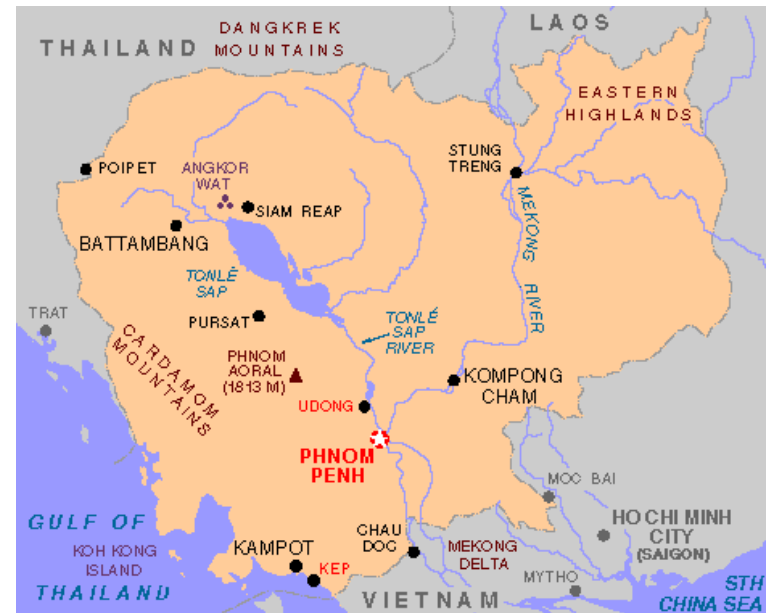 DANGKREK
MOUNTAINS
THAILAND
LAOS
EASTERN
HIGHLANDS
STUNG
TRENG
POIPET
ANGKOR
WAT
SIAM REAP
BATTAMBANG
MEKONG
RIVER
TONLÉ
SAP
TRAT
PURSAT
TONLÉ
SAP
RIVER
CARDAMOM
MOUNTAINS
PHNOM
AORAL
(1813 M)
KOMPONG
CHAM
UDONG
PHNOM
PENH
MOC BAI
GULF OF
THAILAND
KOH KONG
ISLAND
KAMPOT
KEP
CHAU
DOC
MEKONG
DELTA
HO CHI MINH
CITY
(SAIGON)
MYTHO
VIETNAM
STH
CHINA SEA